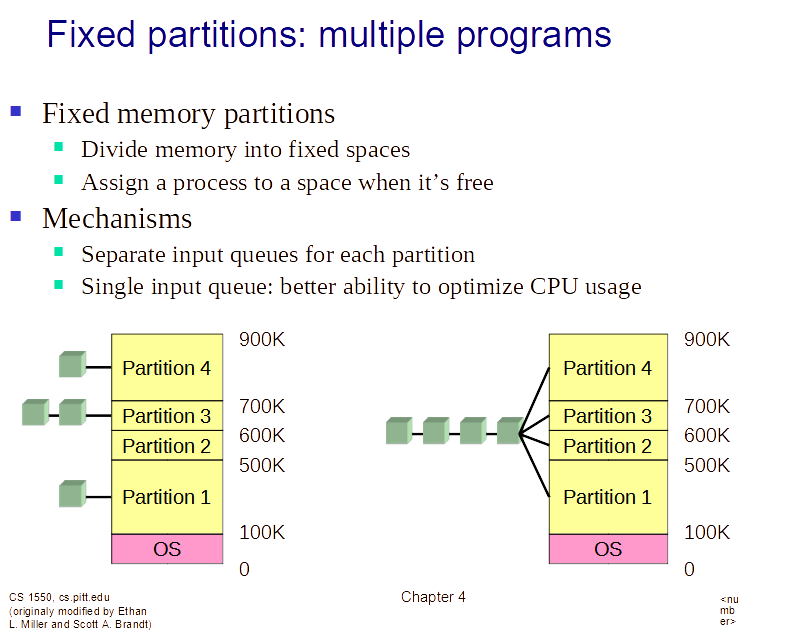 Fixed partitions: multiple programs
Fixed memory partitions
Divide memory into fixed spaces
Assign a process to a space when it’s free
Mechanisms
Separate input queues for each partition
Single input queue: better ability to optimize CPU usage
900K
Partition 4
700K
Partition 3
600K
Partition 2
500K
Partition 1
100K
OS
0
900K
Partition 4
700K
Partition 3
600K
Partition 2
500K
Partition 1
100K
OS
0
CS 1550, cs.pitt.edu
(originaly modified by Ethan
L. Miller and Scott A. Brandt)
Chapter 4
<nu
mb
er>